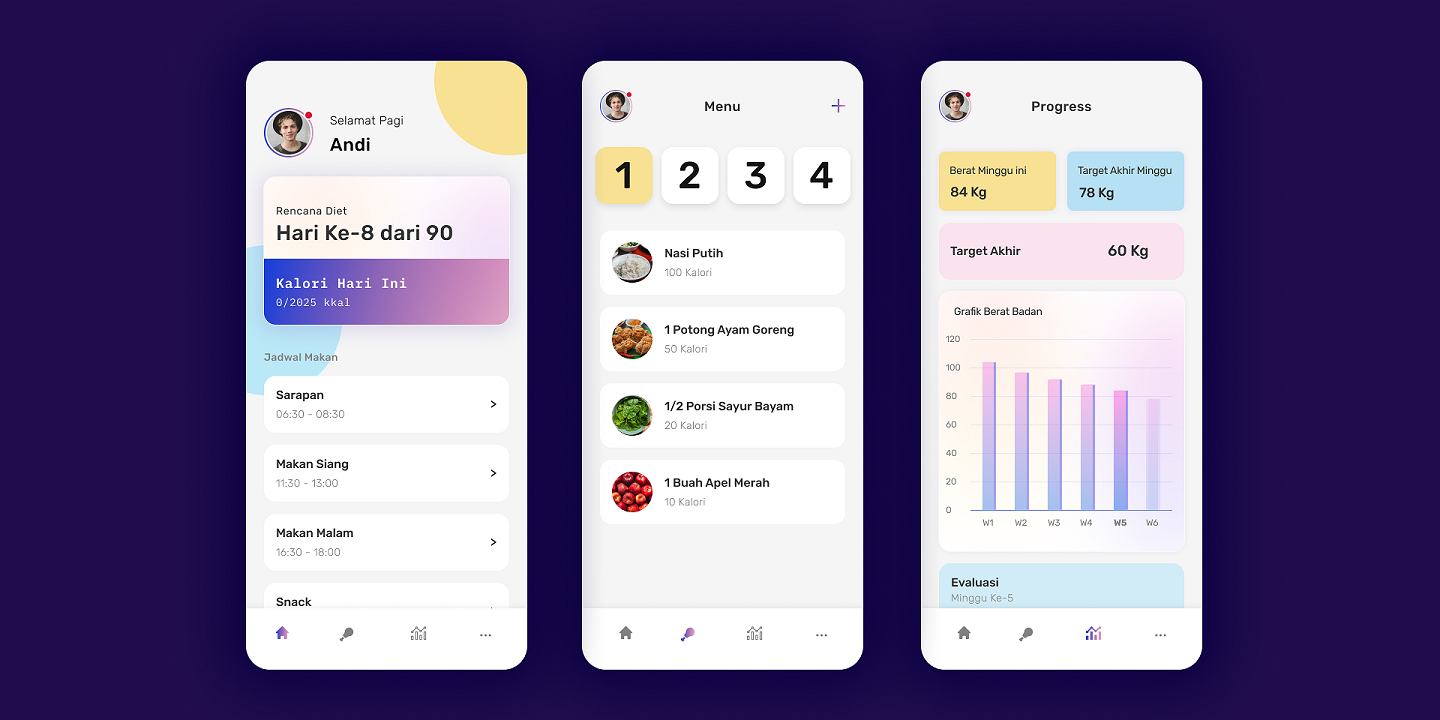 Selamat Pagi
Andi
Rencana Diet
Hari Ke-8 dari 90
Kalori Hari Ini
0/2025 kkal
Jadwal Makan
Sarapan
06:30 - 08:30
>
Makan Siang
11:30 - 13:00
>
Makan Malam
16:30 - 18:00
>
Snack
Menu
+
1 2 3 4
Nasi Putih
100 Kalori
1 Potong Ayam Goreng
50 Kalori
1/2 Porsi Sayur Bayam
20 Kalori
1 Buah Apel Merah
10 Kalori
Progress
Berat Minggu ini
84 Kg
Target Akhir Minggu
78 Kg
Target Akhir 60 Kg
Grafik Berat Badan
120
100
80
60
40
20
0
W1 W2 W3 W4 W5 W6
Evaluasi
Minggu Ke-5